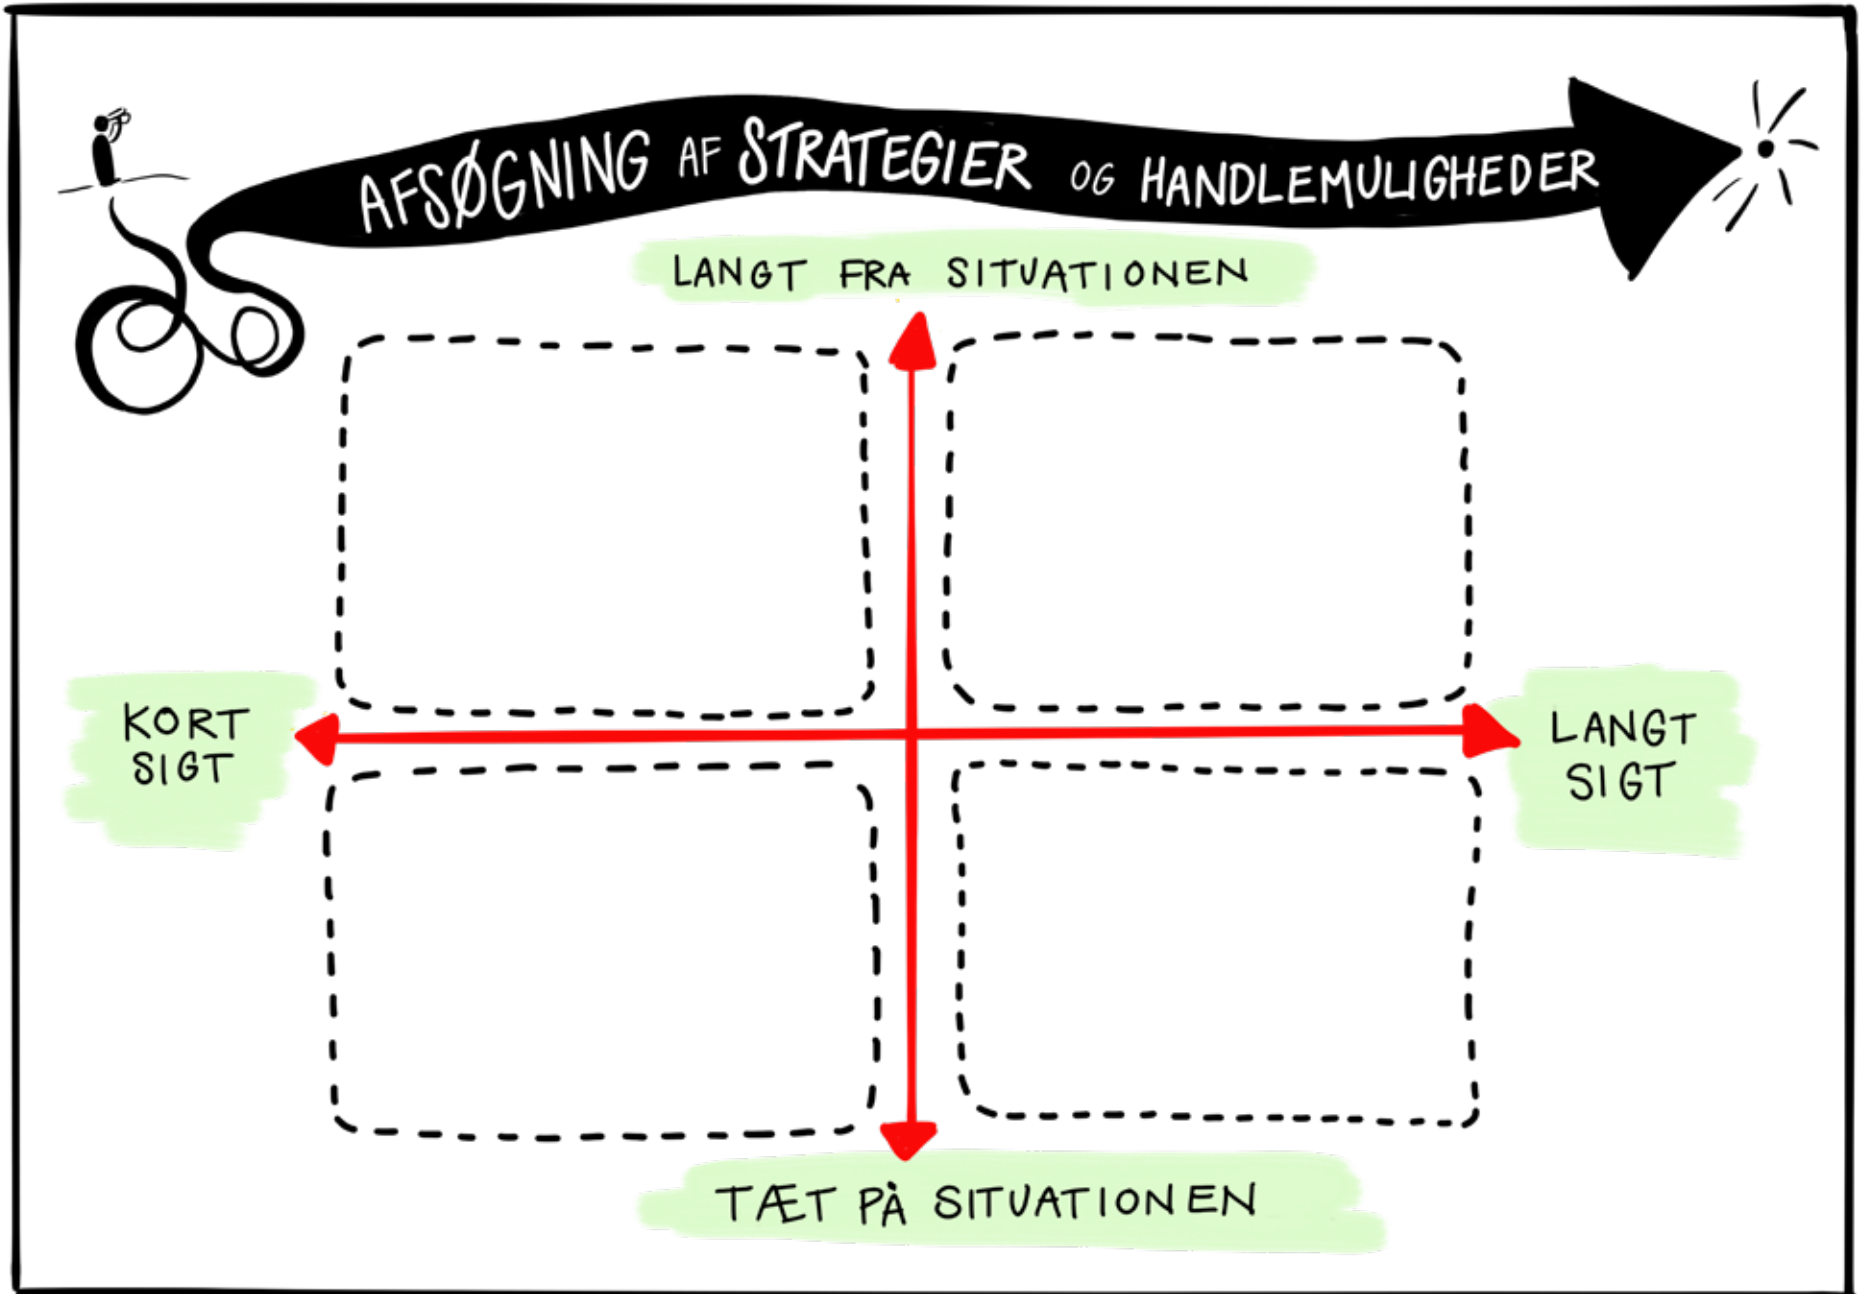 AFSØGNING AF STRATEGIER OG HANDLEMULIGHEDER
LANGT FRA SITUATIONEN
KORT
SIGT
LANGT
SIGT
TÆT PÅ SITUATIONEN